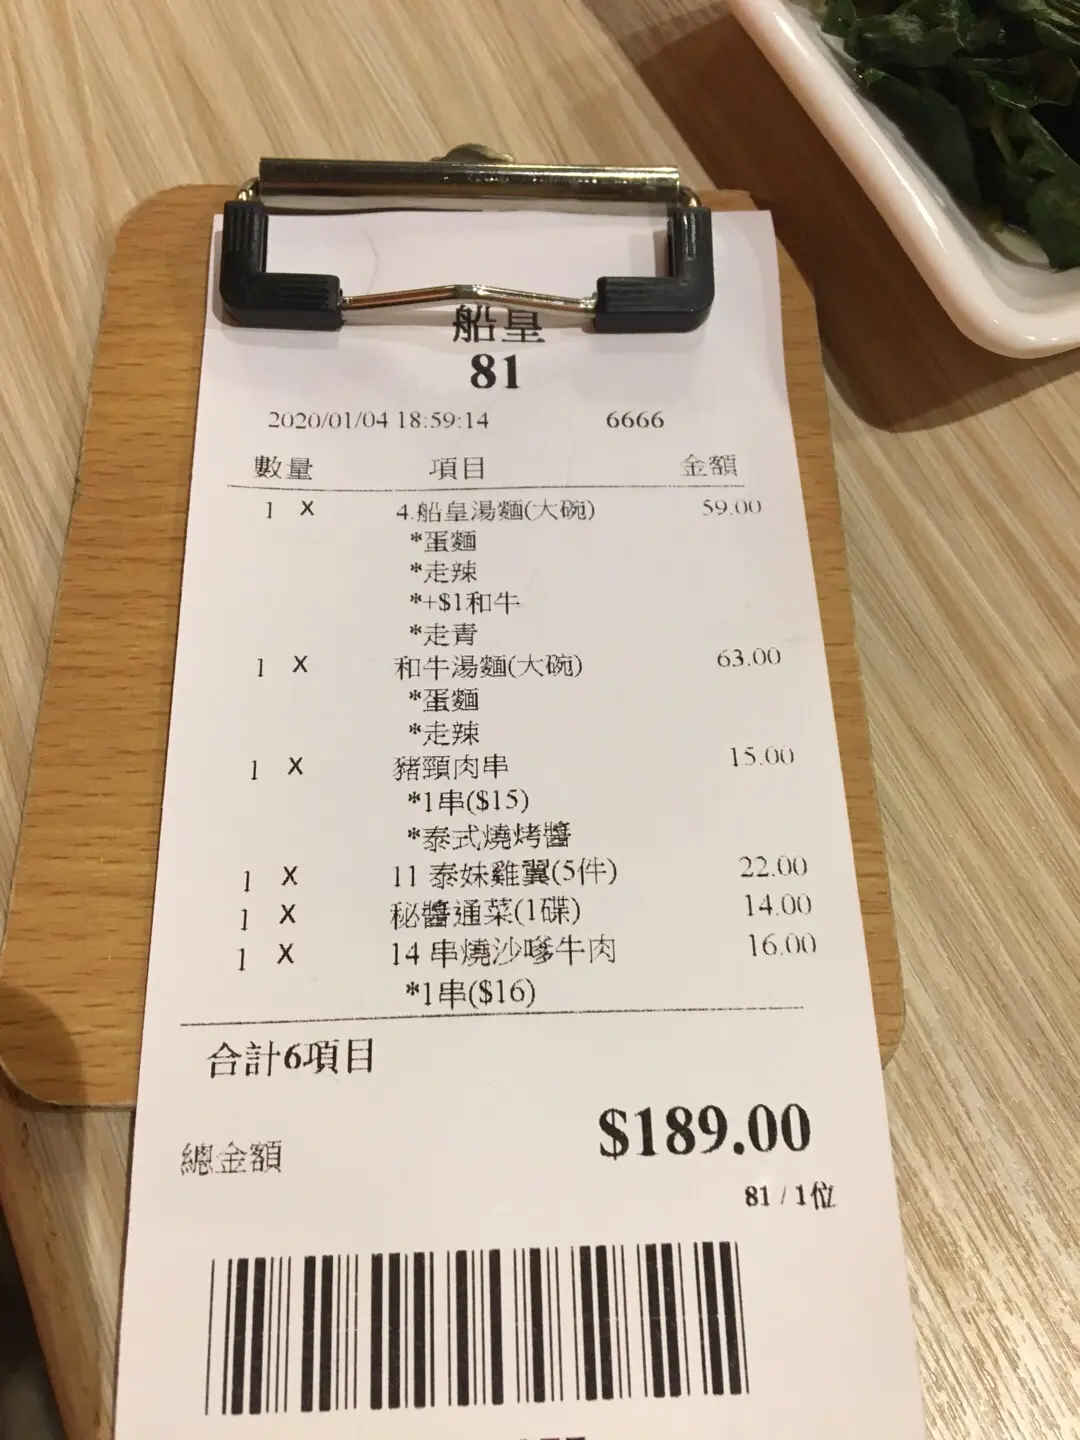 船皇
81
2020/01/04 18:59:14 6666
數量 項目 金額
1 X 4.船皇湯麵(大碗) 59.00
*蛋麵
*走辣
*+$1和牛
*走青
1 X 和牛湯麵(大碗) 63.00
*蛋麵
*走辣
1 X 豬頸肉串 15.00
*1串($15)
*泰式燒烤醬
1 X 11 泰妹雞翼(5件) 22.00
1 X 秘醬通菜(1碟) 14.00
1 X 14 串燒沙嗲牛肉 16.00
*1串($16)
合計6項目
總金額 $189.00
81 / 1位